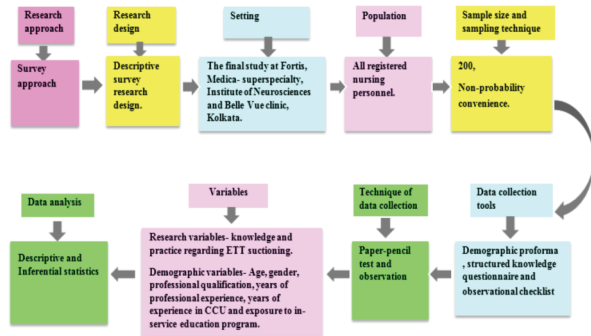 Research
approach
Research
design
Setting
Population
Sample size and
sampling technique
Survey
approach
Descriptive
survey
research
design.
The final study at Fortis,
Medica- superspecialty,
Institute of Neurosciences
and Belle Vue clinic,
Kolkata.
All registered
nursing
personnel.
200,
Non-probability
convenience.
Data collection
tools
Demographic proforma
, structured knowledge
questionnaire and
observational checklist
Technique of
data collection
Paper-pencil
test and
observation
Variables
Research variables- knowledge and
practice regarding ETT suctioning.
Demographic variables- Age, gender,
professional qualification, years of
professional experience, years of
experience in CCU and exposure to in-
service education program.
Data analysis
Descriptive and
Inferential statistics